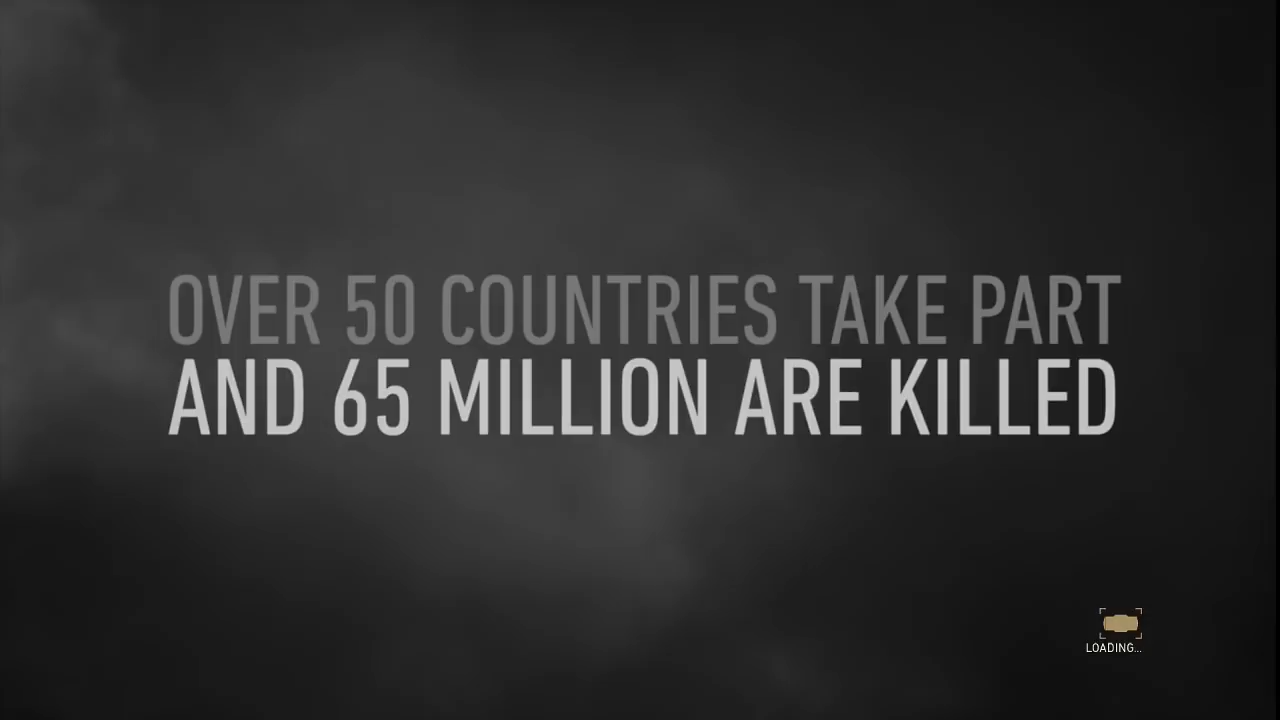 OVER 50 COUNTRIES TAKE PART
AND 65 MILLION ARE KILLED
LOADING...